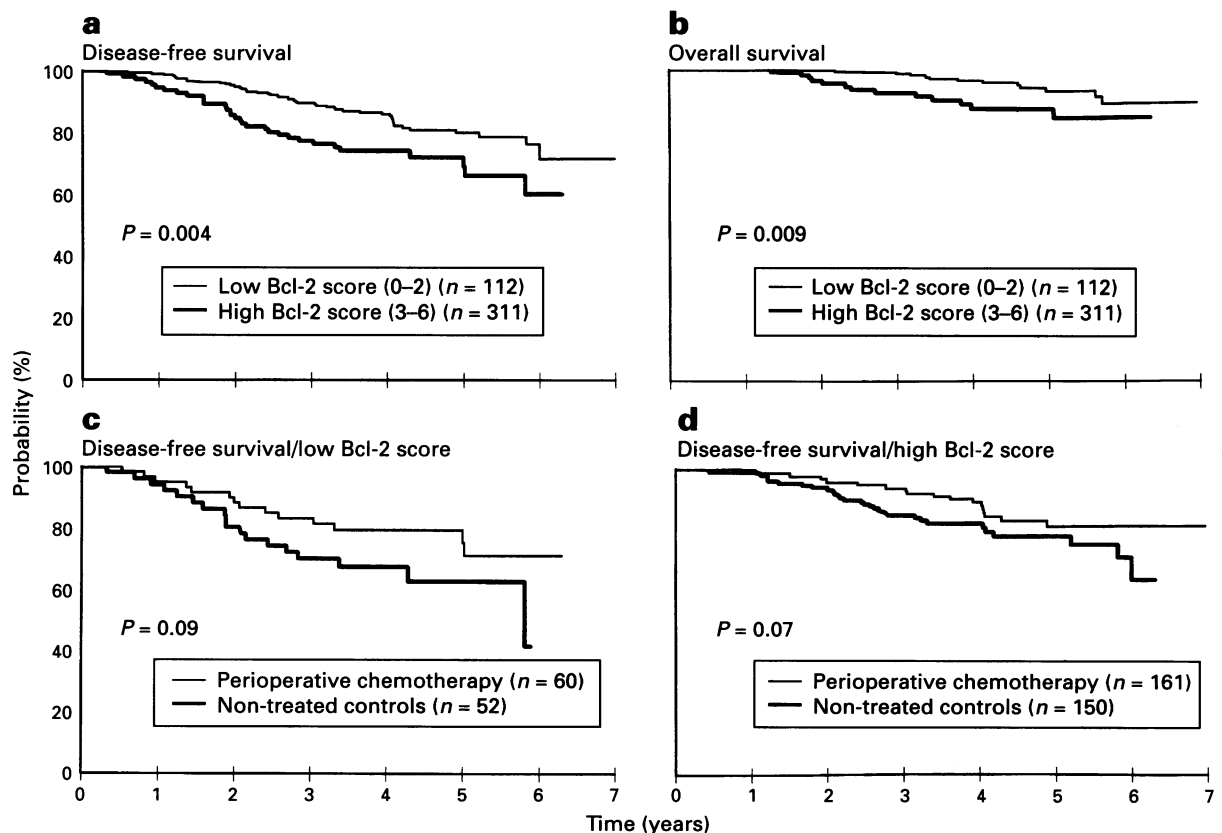 a
Disease-free survival
100
80
60
40
20
0
P = 0.004
Low Bcl-2 score (0–2) (n = 112)
High Bcl-2 score (3–6) (n = 311)
b
Overall survival
P = 0.009
Low Bcl-2 score (0–2) (n = 112)
High Bcl-2 score (3–6) (n = 311)
Probability (%)
c
Disease-free survival/low Bcl-2 score
100
80
60
40
20
0
P = 0.09
Perioperative chemotherapy (n = 60)
Non-treated controls (n = 52)
0 1 2 3 4 5 6 7
d
Disease-free survival/high Bcl-2 score
P = 0.07
Perioperative chemotherapy (n = 161)
Non-treated controls (n = 150)
0 1 2 3 4 5 6 7
Time (years)